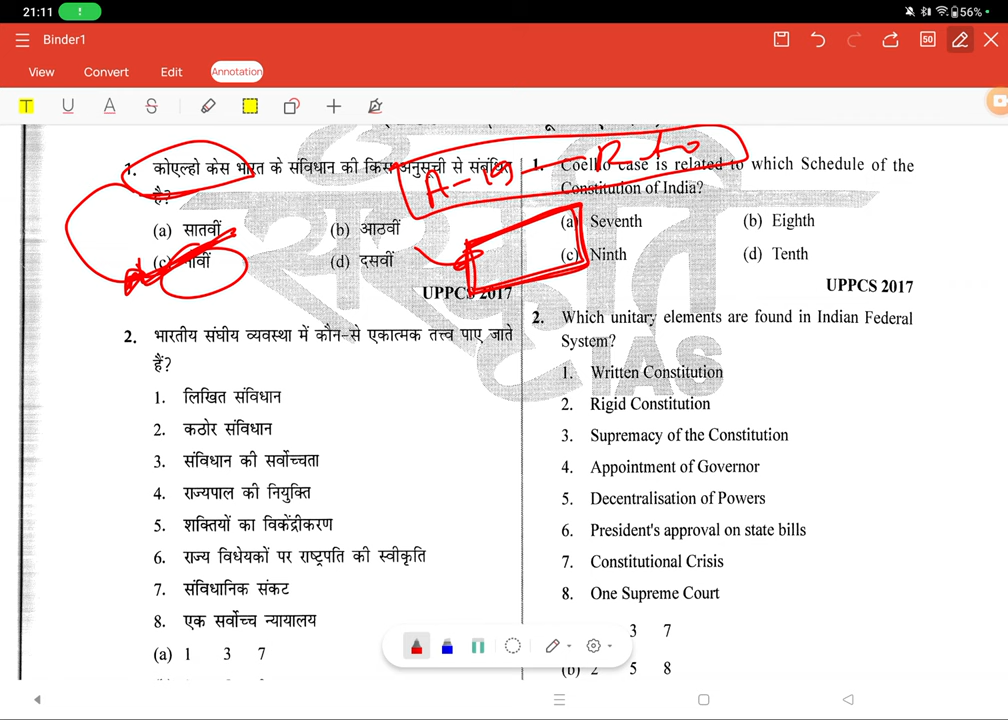 21:11
56%
Binder1
50
View Convert Edit Annotation
1. कोएल्हो केस भारत के संविधान की किस अनुसूची से संबंधित
है?
(a) सातवीं (b) आठवीं
(c) नौवीं (d) दसवीं
UPPCS 2017
2. भारतीय संघीय व्यवस्था में कौन-से एकात्मक तत्त्व पाए जाते
हैं?
1. लिखित संविधान
2. कठोर संविधान
3. संविधान की सर्वोच्चता
4. राज्यपाल की नियुक्ति
5. शक्तियों का विकेंद्रीकरण
6. राज्य विधेयकों पर राष्ट्रपति की स्वीकृति
7. संविधानिक संकट
8. एक सर्वोच्च न्यायालय
(a) 1 3 7
A-19-
1. Coelho case is related to which Schedule of the
Constitution of India?
(a) Seventh (b) Eighth
(c) Ninth (d) Tenth
UPPCS 2017
2. Which unitary elements are found in Indian Federal
System?
1. Written Constitution
2. Rigid Constitution
3. Supremacy of the Constitution
4. Appointment of Governor
5. Decentralisation of Powers
6. President's approval on state bills
7. Constitutional Crisis
8. One Supreme Court
3 7
(b) 2 5 8
संस्कृति
IAS